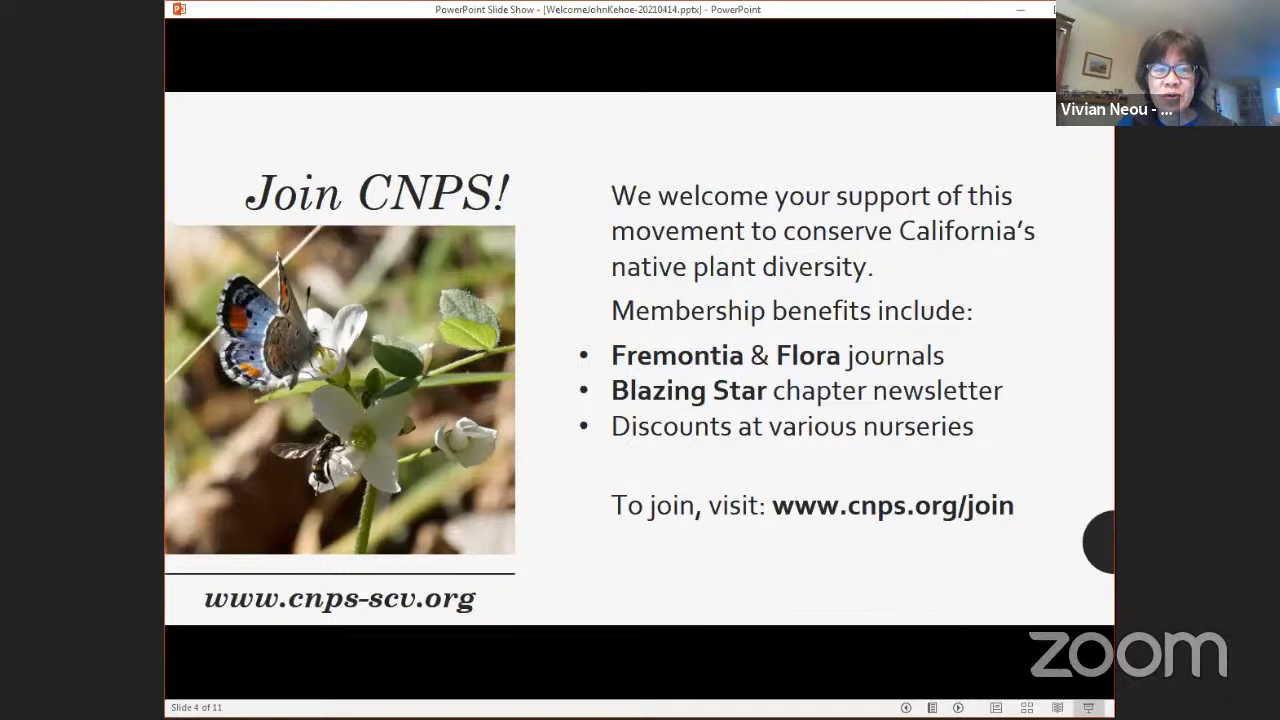 PowerPoint Slide Show - [WelcomeJohnKehoe-20210414.pptx] - PowerPoint
Vivian Neou - ...
Join CNPS!
We welcome your support of this
movement to conserve California's
native plant diversity.
Membership benefits include:
• Fremontia & Flora journals
• Blazing Star chapter newsletter
• Discounts at various nurseries
To join, visit: www.cnps.org/join
www.cnps-scv.org
zoom
Slide 4 of 11